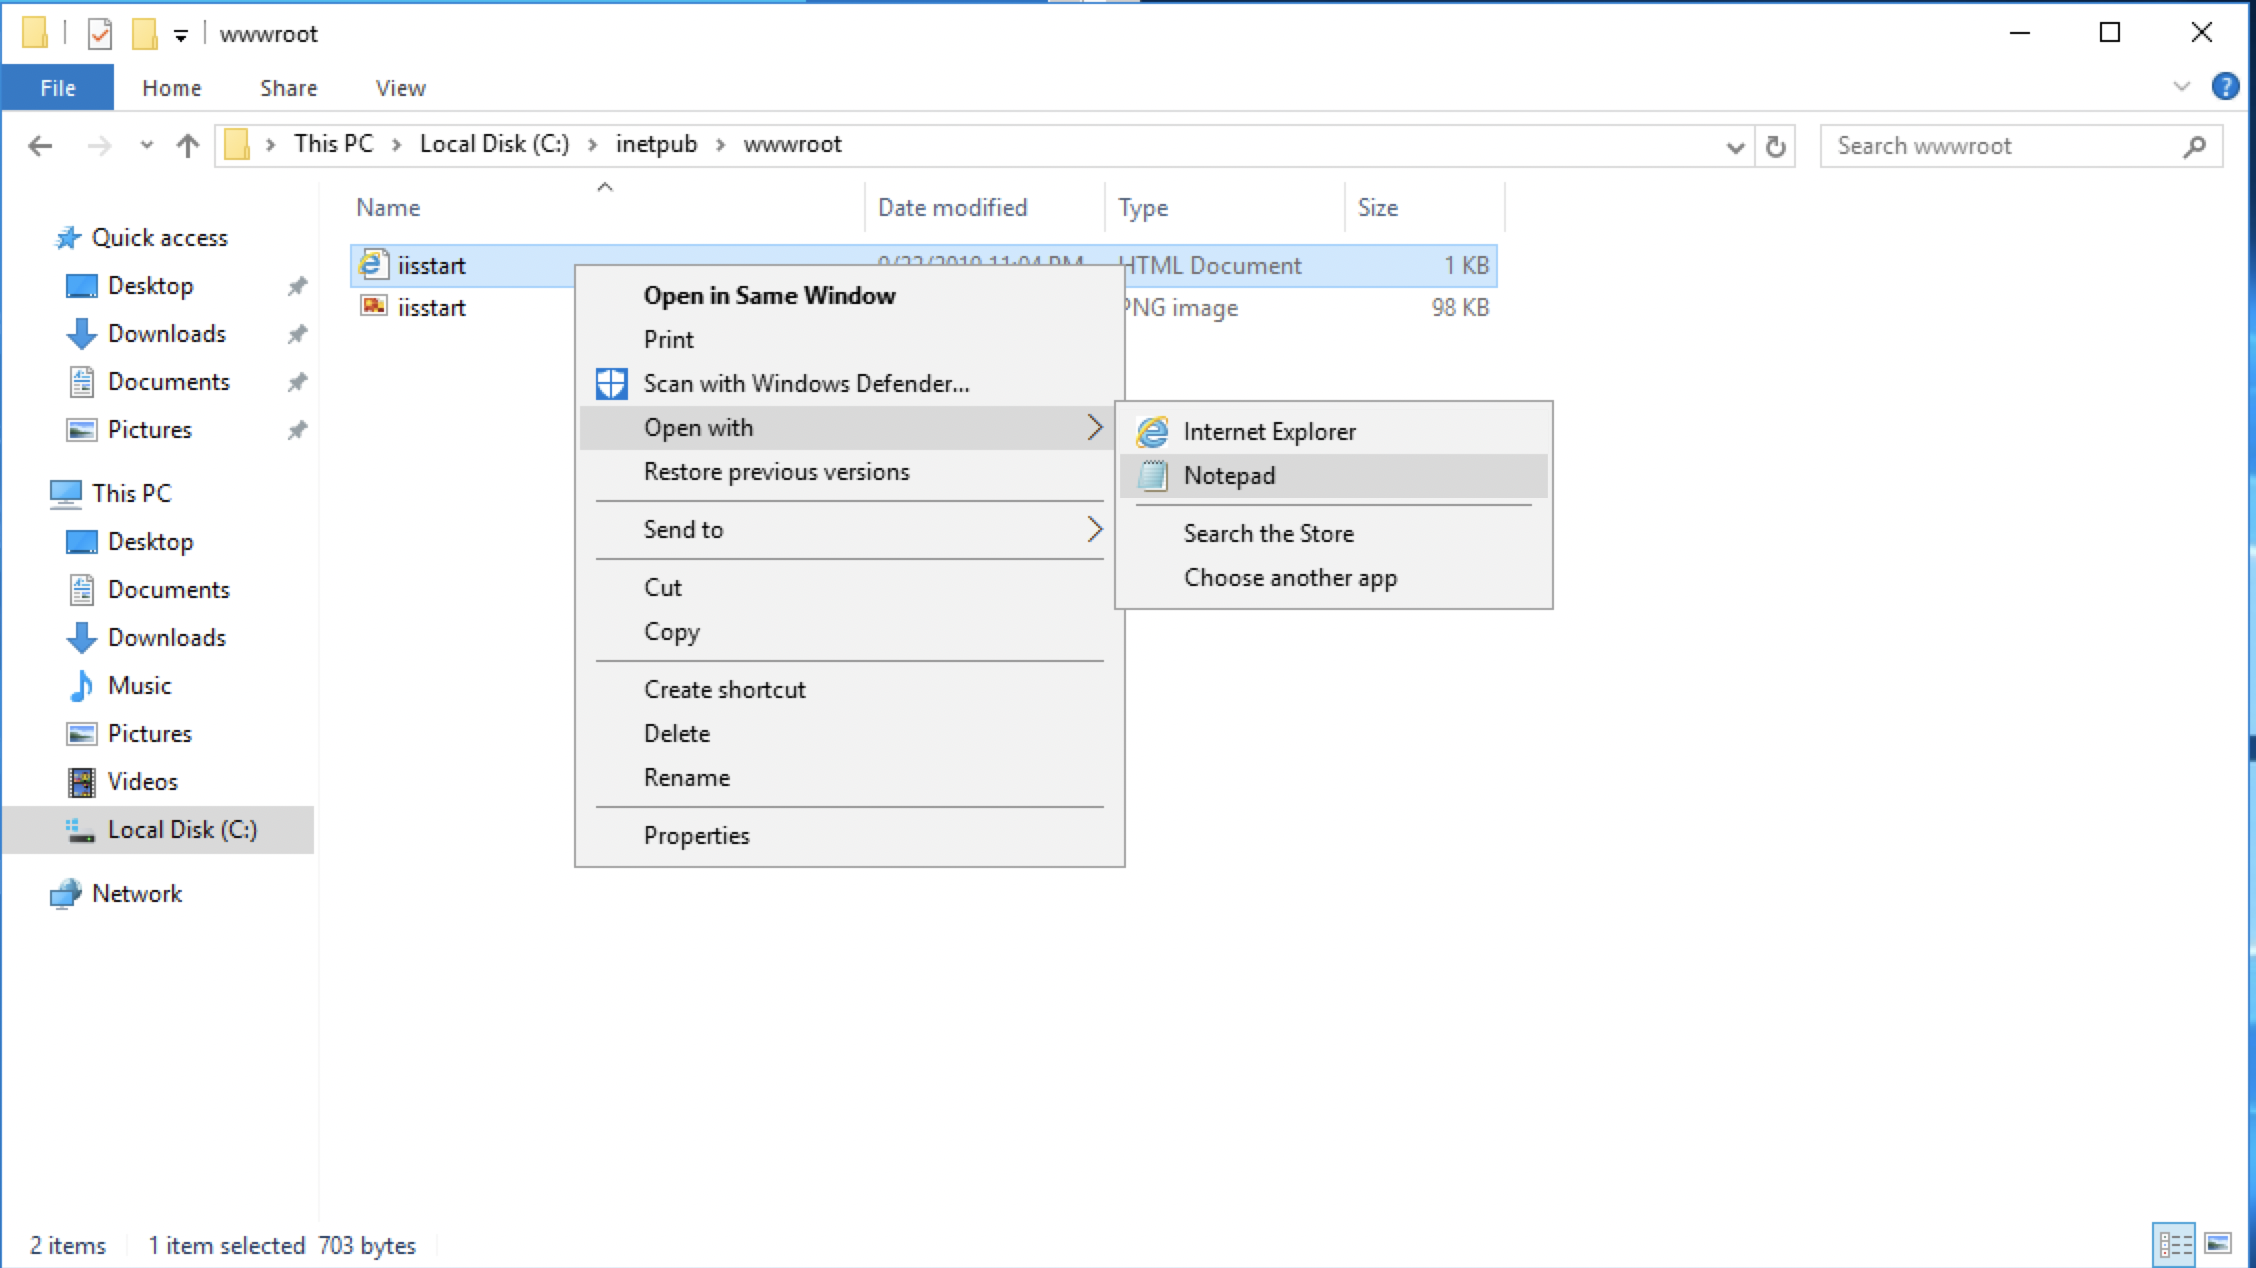 wwwroot
File Home Share View
This PC Local Disk (C:) inetpub wwwroot
Search wwwroot
Name Date modified Type Size
Quick access
Desktop
Downloads
Documents
Pictures
This PC
Desktop
Documents
Downloads
Music
Pictures
Videos
Local Disk (C:)
Network
iisstart HTML Document 1 KB
iisstart PNG image 98 KB
Open in Same Window
Print
Scan with Windows Defender...
Open with
Restore previous versions
Send to
Cut
Copy
Create shortcut
Delete
Rename
Properties
Internet Explorer
Notepad
Search the Store
Choose another app
2 items 1 item selected 703 bytes